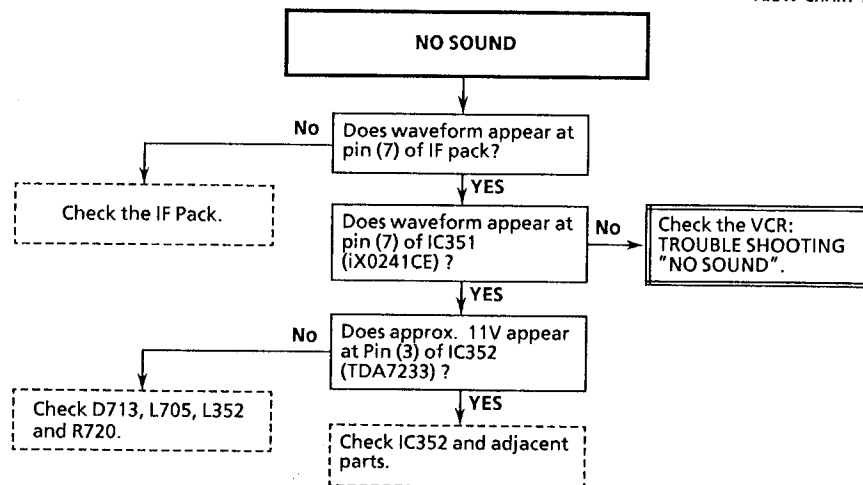 NO SOUND
No
Does waveform appear at
pin (7) of IF pack?
YES
Check the IF Pack.
Does waveform appear at
pin (7) of IC351
(iX0241CE) ?
No
Check the VCR:
TROUBLE SHOOTING
"NO SOUND".
YES
No
Does approx. 11V appear
at Pin (3) of IC352
(TDA7233) ?
YES
Check D713, L705, L352
and R720.
Check IC352 and adjacent
parts.